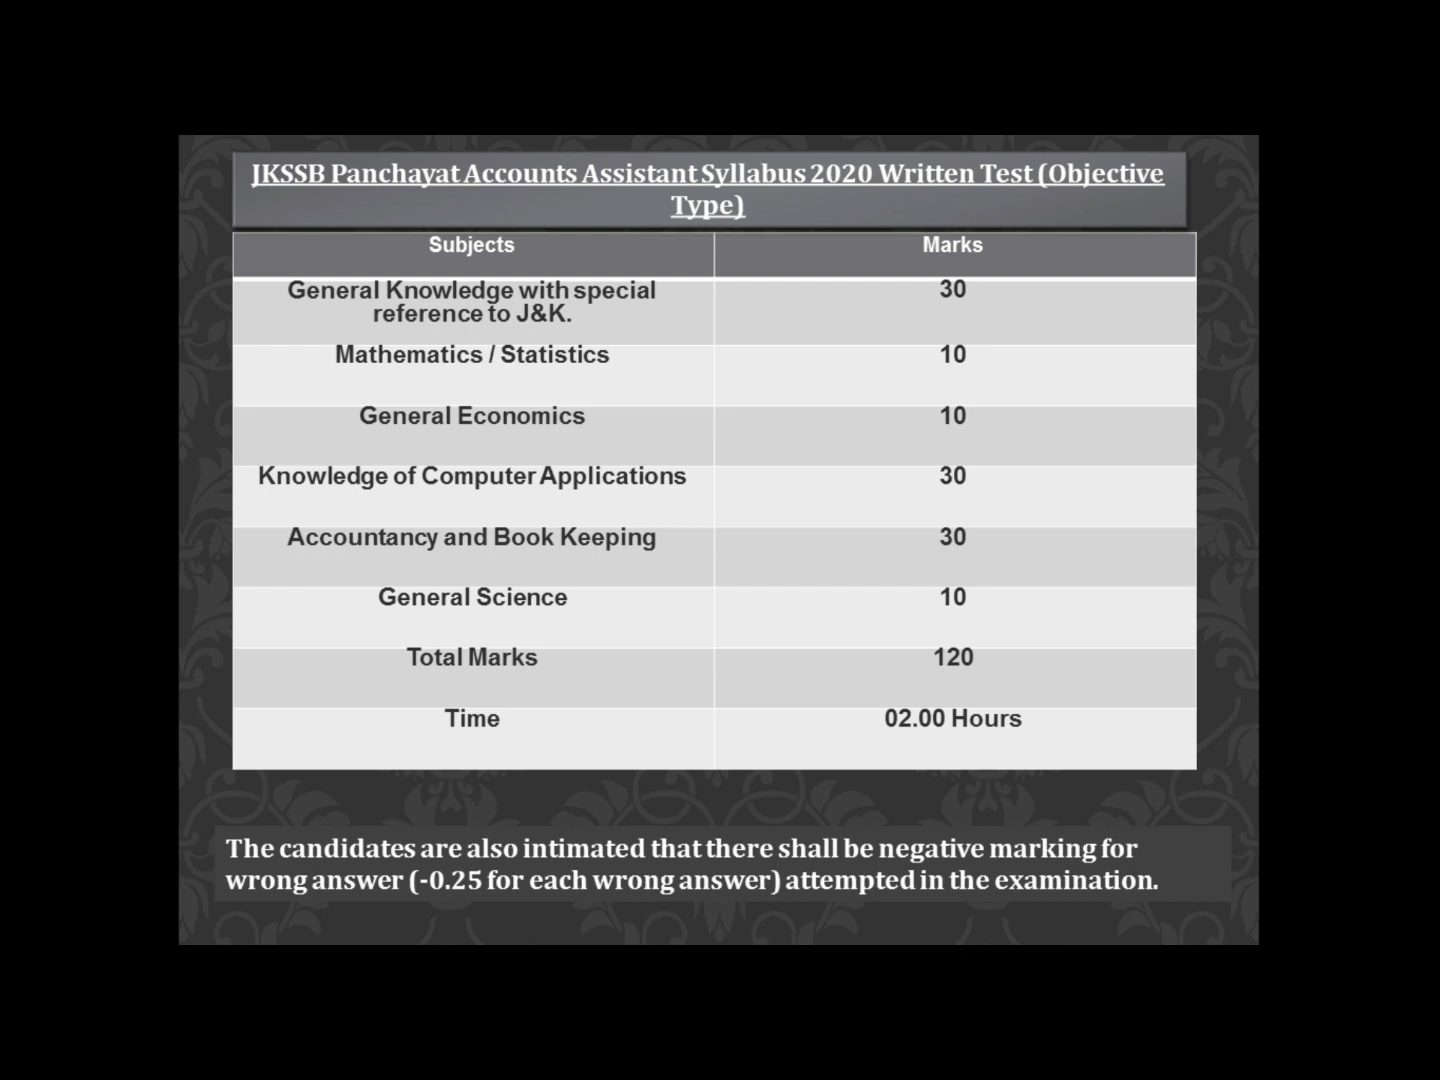 JKSSB Panchayat Accounts Assistant Syllabus 2020 Written Test (Objective
Type)
Subjects Marks
General Knowledge with special
reference to J&K. 30
Mathematics / Statistics 10
General Economics 10
Knowledge of Computer Applications 30
Accountancy and Book Keeping 30
General Science 10
Total Marks 120
Time 02.00 Hours
The candidates are also intimated that there shall be negative marking for
wrong answer (-0.25 for each wrong answer) attempted in the examination.